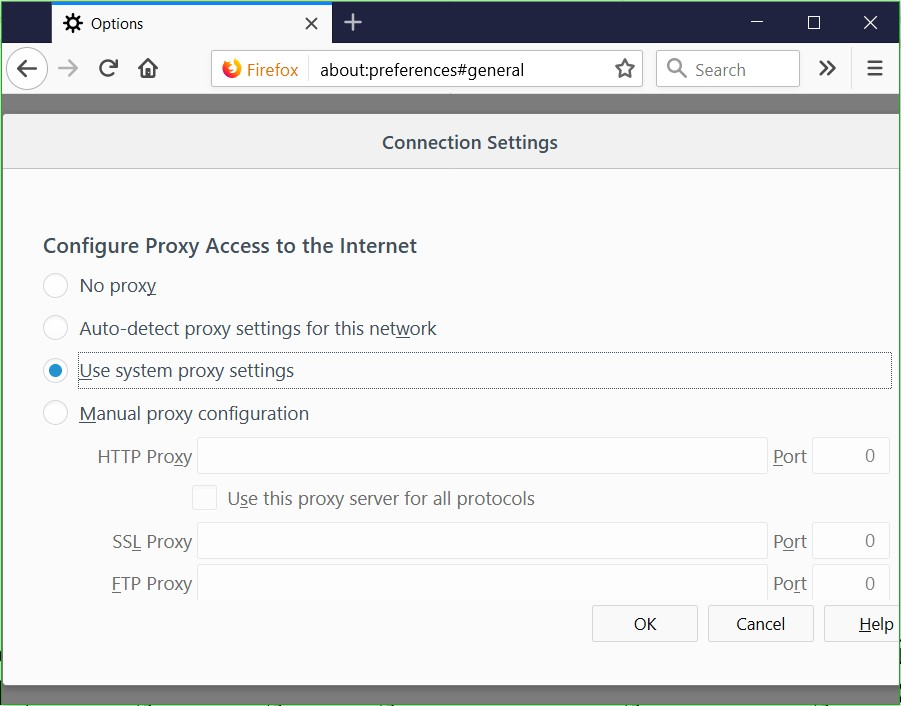 Options
Firefox about:preferences#general Search
Connection Settings
Configure Proxy Access to the Internet
No proxy
Auto-detect proxy settings for this network
Use system proxy settings
Manual proxy configuration
HTTP Proxy Port 0
Use this proxy server for all protocols
SSL Proxy Port 0
FTP Proxy Port 0
OK Cancel Help